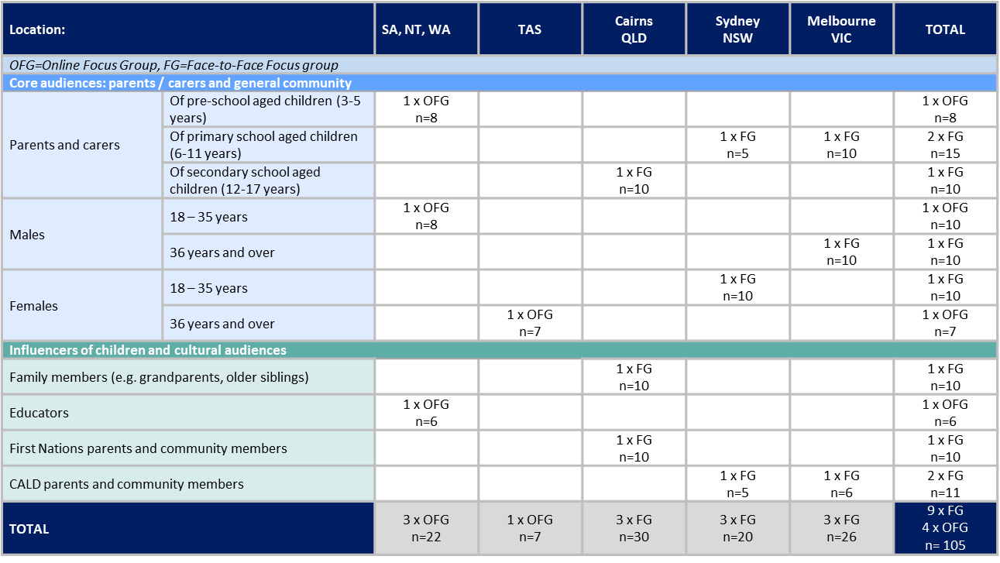 Location:
SA, NT, WA
TAS
Cairns
QLD
Sydney
NSW
Melbourne
VIC
TOTAL
OFG=Online Focus Group, FG=Face-to-Face Focus group
Core audiences: parents / carers and general community
Parents and carers
Of pre-school aged children (3-5
years)
1 x OFG
n=8
1 x OFG
n=8
Of primary school aged children
(6-11 years)
1 x FG
n=5
1 x FG
n=10
2 x FG
n=15
Of secondary school aged
children (12-17 years)
1 x FG
n=10
1 x FG
n=10
Males
18 – 35 years
1 x OFG
n=8
1 x OFG
n=10
36 years and over
1 x FG
n=10
1 x FG
n=10
Females
18 – 35 years
1 x FG
n=10
1 x FG
n=10
36 years and over
1 x OFG
n=7
1 x OFG
n=7
Influencers of children and cultural audiences
Family members (e.g. grandparents, older siblings)
1 x FG
n=10
1 x FG
n=10
Educators
1 x OFG
n=6
1 x OFG
n=6
First Nations parents and community members
1 x FG
n=10
1 x FG
n=10
CALD parents and community members
1 x FG
n=5
1 x FG
n=6
2 x FG
n=11
TOTAL
3 x OFG
n=22
1 x OFG
n=7
3 x FG
n=30
3 x FG
n=20
3 x FG
n=26
9 x FG
4 x OFG
n= 105